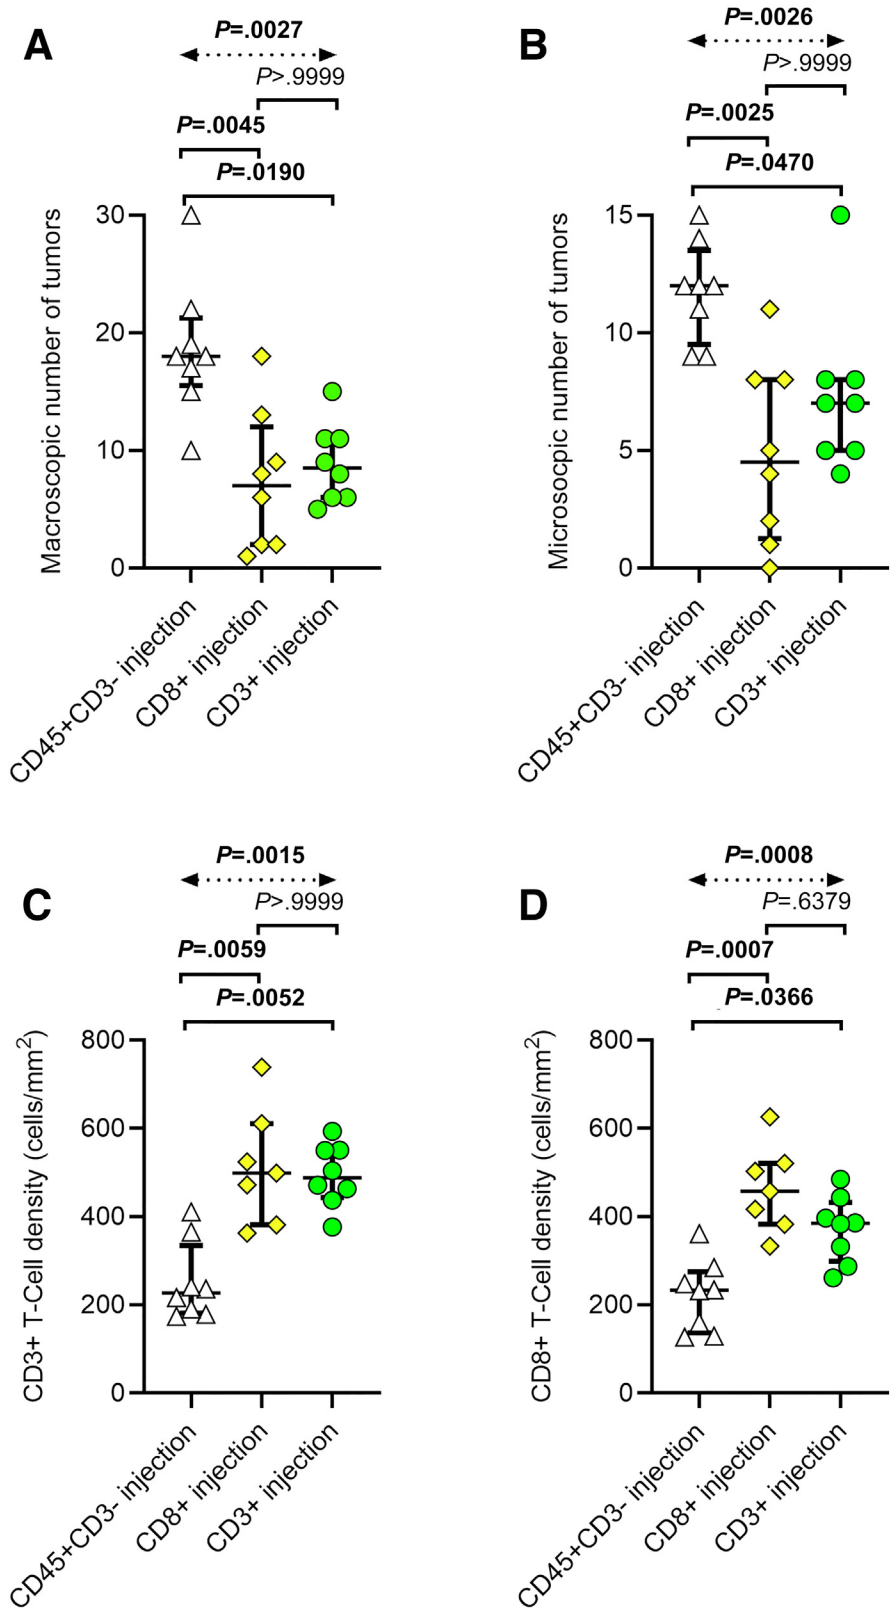 A
P=.0027
P>.9999
P=.0045
P=.0190
Macroscopic number of tumors
30
20
10
0
CD45+CD3- injection
CD8+ injection
CD3+ injection
B
P=.0026
P>.9999
P=.0025
P=.0470
Microsocpic number of tumors
15
10
5
0
CD45+CD3- injection
CD8+ injection
CD3+ injection
C
P=.0015
P>.9999
P=.0059
P=.0052
CD3+ T-Cell density (cells/mm²)
800
600
400
200
0
CD45+CD3- injection
CD8+ injection
CD3+ injection
D
P=.0008
P=.6379
P=.0007
P=.0366
CD8+ T-Cell density (cells/mm²)
800
600
400
200
0
CD45+CD3- injection
CD8+ injection
CD3+ injection